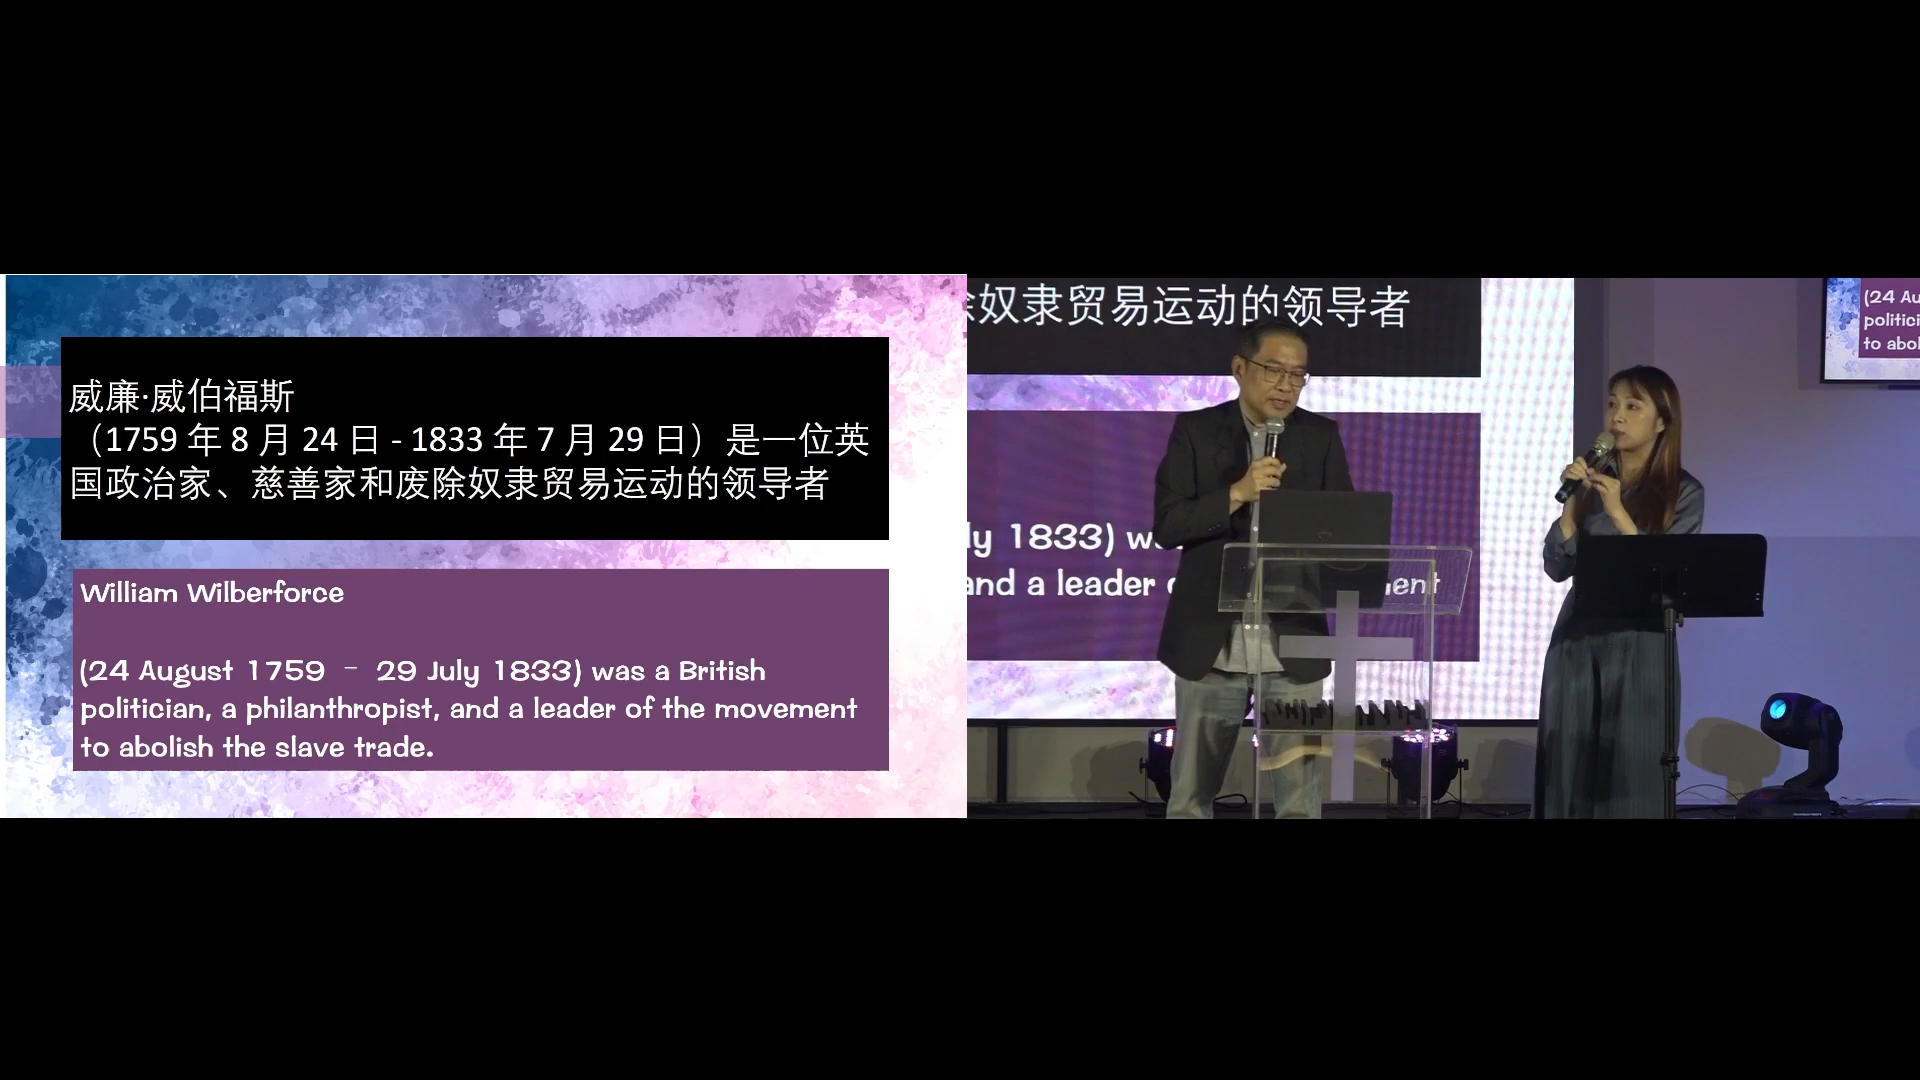 威廉·威伯福斯
（1759 年 8 月 24 日 - 1833 年 7 月 29 日）是一位英
国政治家、慈善家和废除奴隶贸易运动的领导者
William Wilberforce
(24 August 1759 – 29 July 1833) was a British
politician, a philanthropist, and a leader of the movement
to abolish the slave trade.
奴隶贸易运动的领导者
1833)
and a leader
(24